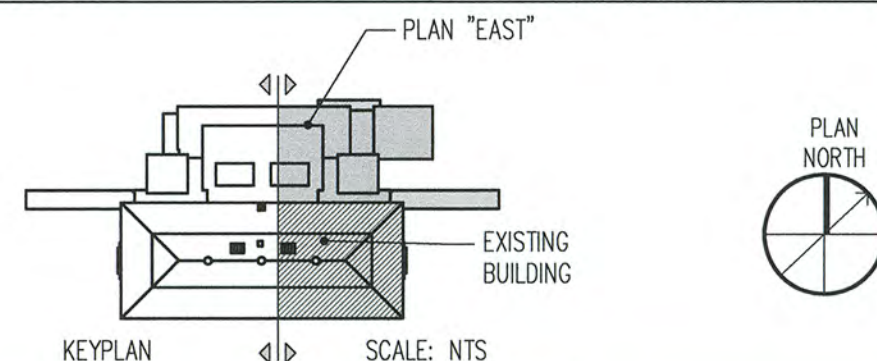 PLAN "EAST"
PLAN
NORTH
EXISTING
BUILDING
KEYPLAN
SCALE: NTS